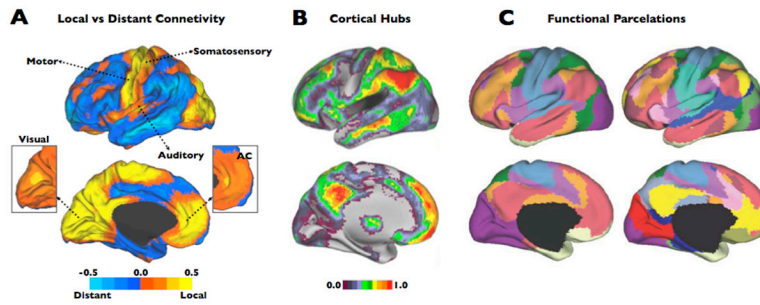 A Local vs Distant Connetivity
Motor
Somatosensory
Visual
Auditory
AC
-0.5 0.0 0.5
Distant Local
B Cortical Hubs
0.0 1.0
C Functional Parcelations